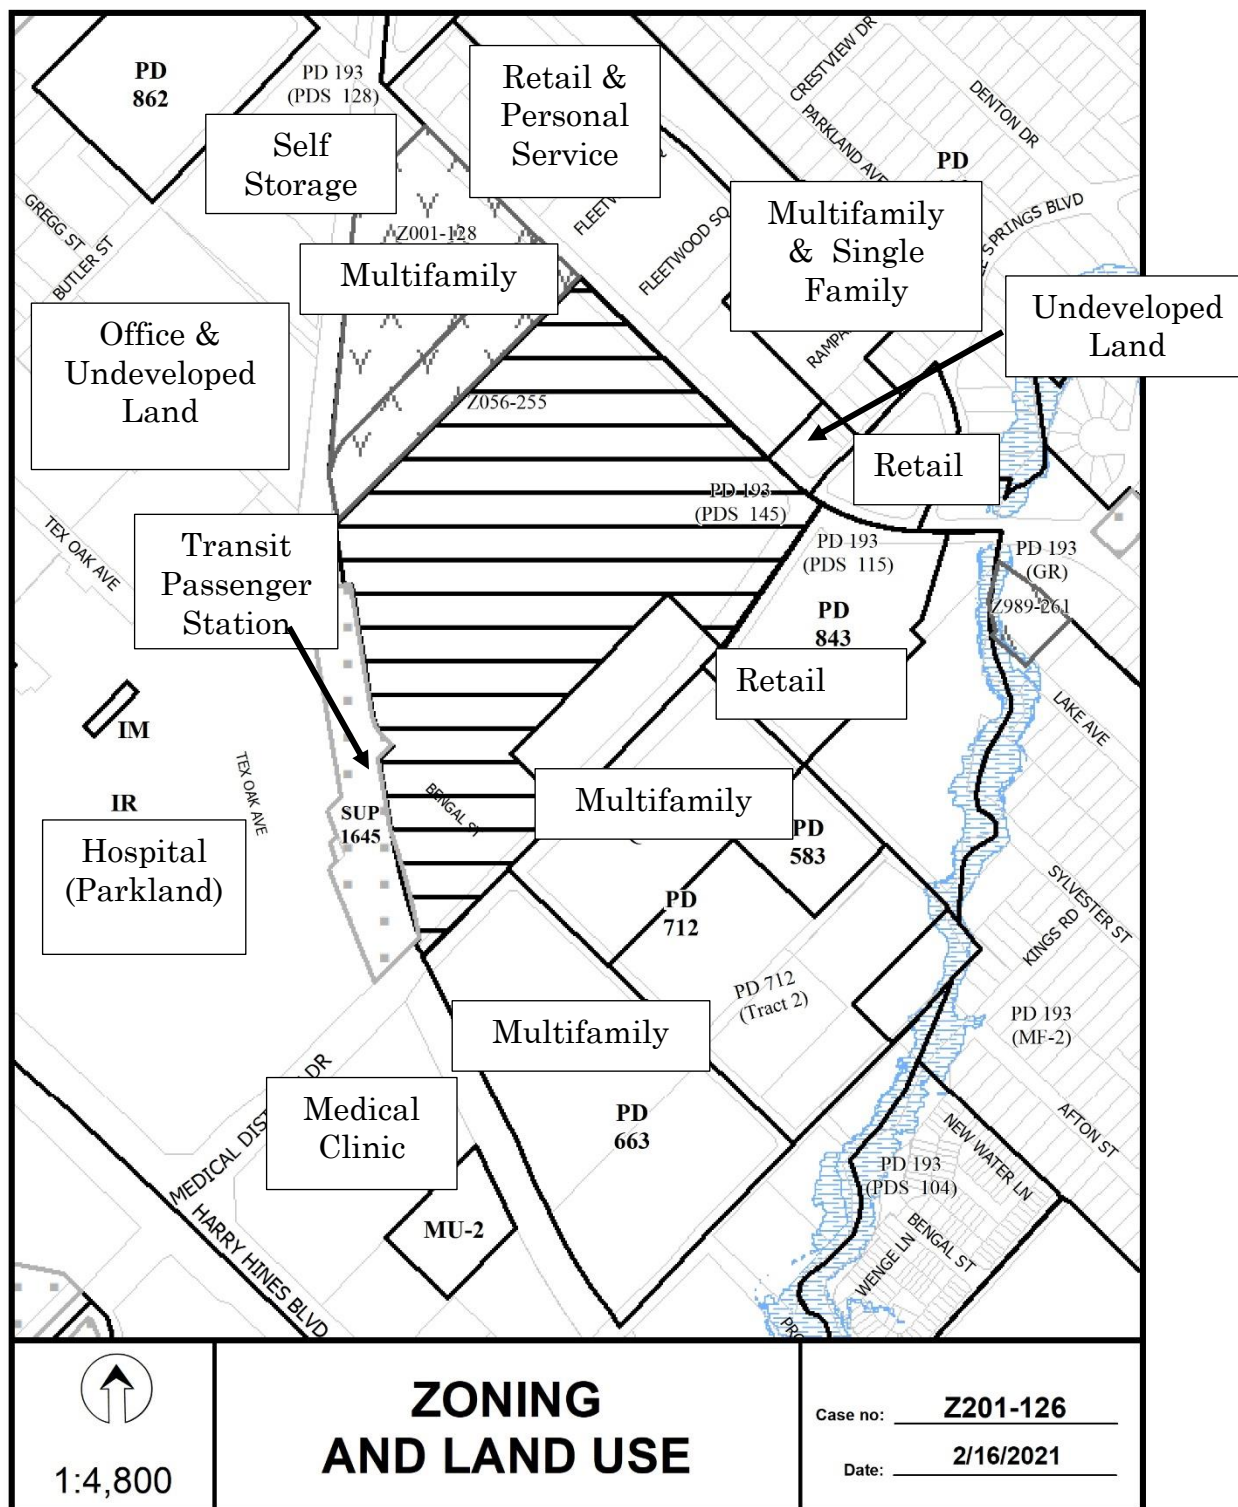 PD
862
PD 193
(PDS 128)
Retail &
Personal
Service
Self
Storage
CRESTVIEW DR
PARKLAND AVE
DENTON DR
PD
SPRINGS BLVD
Multifamily
& Single
Family
FLEETWOOD SQ
GREGG ST
BUTLER ST
Z001-128
Multifamily
Undeveloped
Land
Office &
Undeveloped
Land
Z056-255
Retail
PD 193
(PDS 145)
PD 193
(PDS 115)
PD 193
(GR)
Z989-261
TEX OAK AVE
Transit
Passenger
Station
PD
843
Retail
LAKE AVE
IM
IR
TEX OAK AVE
SUP
1645
BENGAL ST
Multifamily
PD
583
Hospital
(Parkland)
PD
712
SYLVESTER ST
KINGS RD
PD 712
(Tract 2)
PD 193
(MF-2)
Multifamily
Medical
Clinic
PD
663
AFTON ST
NEW WATER LN
PD 193
(PDS 104)
BENGAL ST
WENGE LN
MEDICAL DR
HARRY HINES BLVD
MU-2
1:4,800
ZONING
AND LAND USE
Case no: Z201-126
Date: 2/16/2021